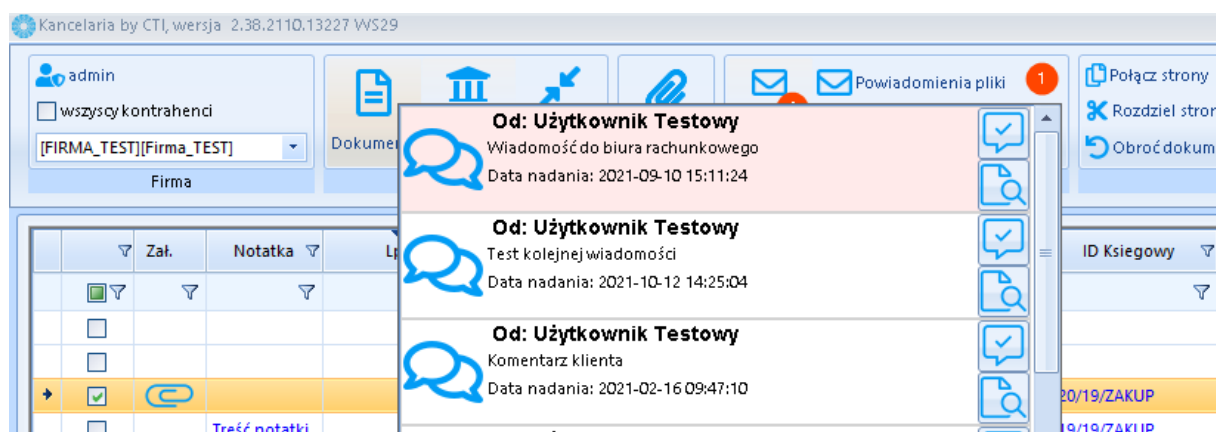 Kancelaria by CTI, wersja 2.38.2110.13227 WS29
admin
wszyscy kontrahenci
[FIRMA_TEST][Firma_TEST]
Firma
Powiadomienia pliki
1
Połącz strony
Rozdziel stron
Obroć dokum
Dokumen
Od: Użytkownik Testowy
Wiadomość do biura rachunkowego
Data nadania: 2021-09-10 15:11:24
Od: Użytkownik Testowy
Test kolejnej wiadomości
Data nadania: 2021-10-12 14:25:04
Od: Użytkownik Testowy
Komentarz klienta
Data nadania: 2021-02-16 09:47:10
Zał.
Notatka
ID Ksiegowy
20/19/ZAKUP
Treść notatki
19/19/ZAKUP